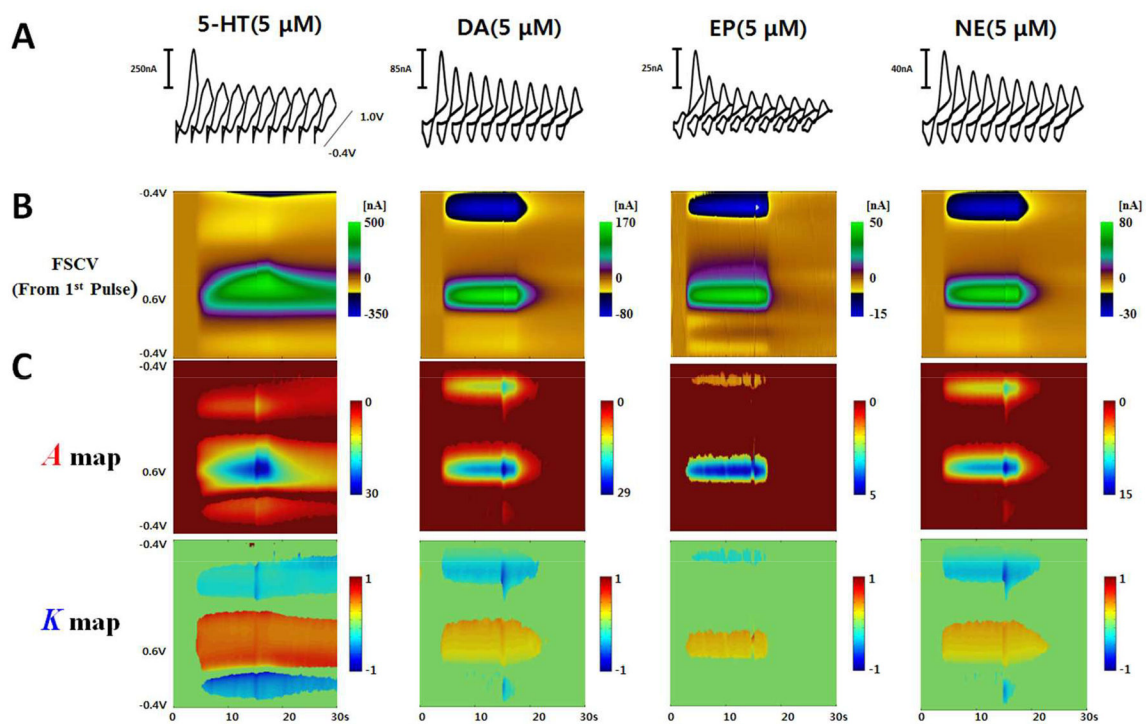 A
5-HT(5 µM)
DA(5 µM)
EP(5 µM)
NE(5 µM)
250nA
85nA
25nA
40nA
1.0V
-0.4V
B
FSCV
(From 1st Pulse)
-0.4V
0.6V
-0.4V
[nA]
500
0
-350
[nA]
170
0
-80
[nA]
50
0
-15
[nA]
80
0
-30
C
A map
-0.4V
0.6V
-0.4V
0
30
0
29
0
5
0
15
K map
-0.4V
0.6V
-0.4V
1
-1
1
-1
1
-1
1
-1
0 10 20 30s
0 10 20 30s
0 10 20 30s
0 10 20 30s